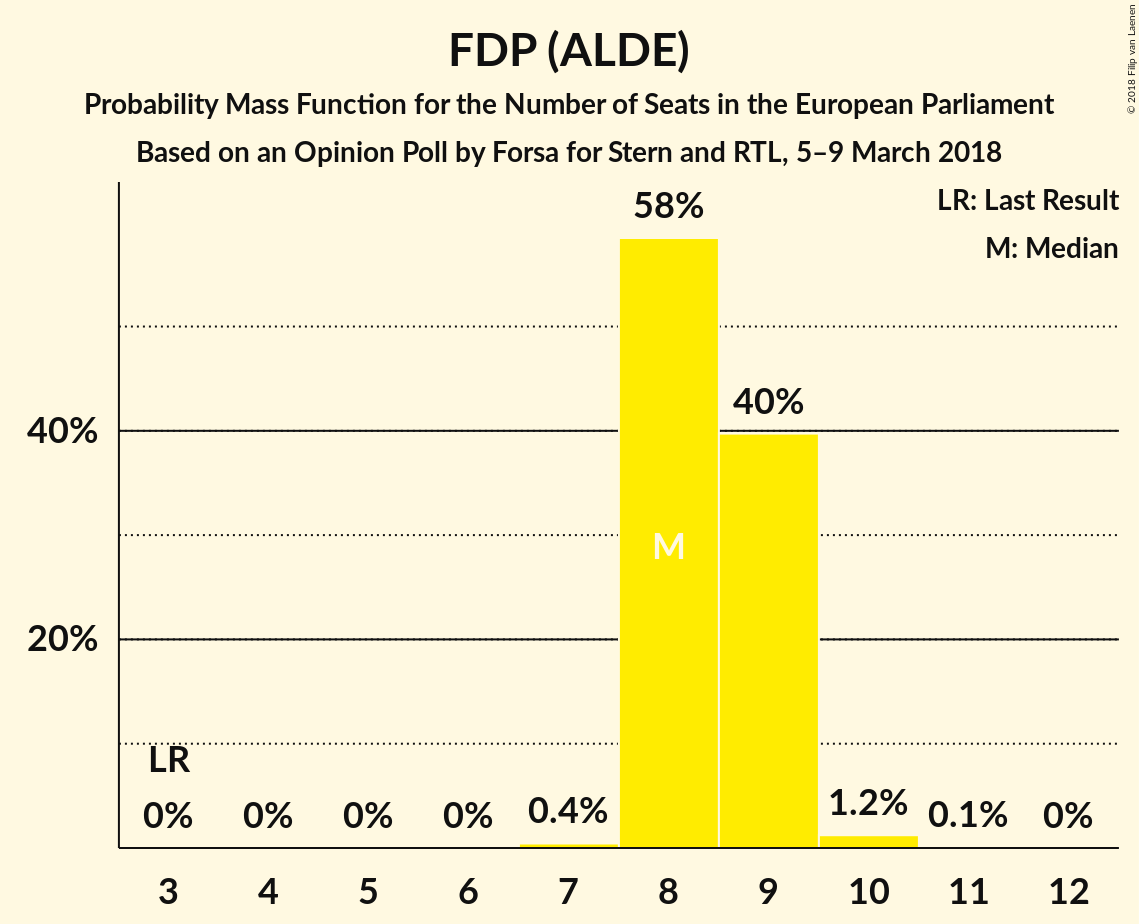 FDP (ALDE)
Probability Mass Function for the Number of Seats in the European Parliament
Based on an Opinion Poll by Forsa for Stern and RTL, 5–9 March 2018
© 2018 Filip van Laenen
LR: Last Result
M: Median
58%
40%
40%
M
20%
LR
0%
0%
0%
0%
0.4%
1.2%
0.1%
0%
3
4
5
6
7
8
9
10
11
12